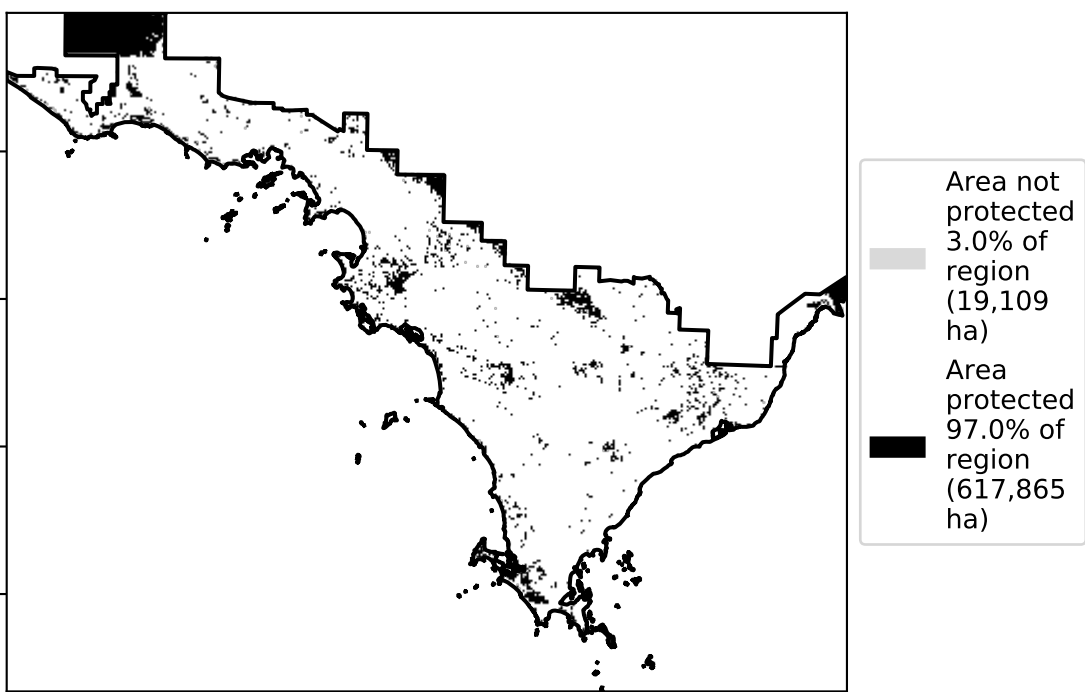 Area not
protected
3.0% of
region
(19,109
ha)
Area
protected
97.0% of
region
(617,865
ha)